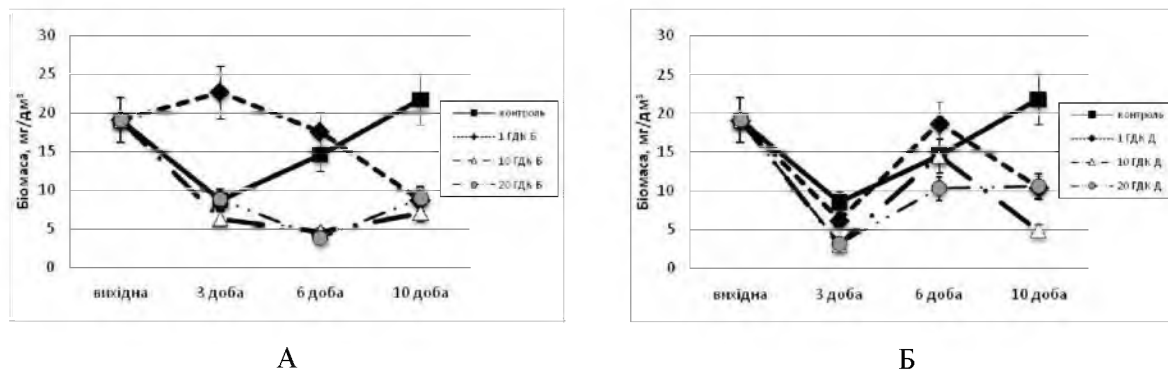 30
25
20
15
10
5
0
Біомаса, мг/дм³
вихідна 3 доба 6 доба 10 доба
контроль
1 ГДК Б
10 ГДК Б
20 ГДК Б
А
30
25
20
15
10
5
0
Біомаса, мг/дм³
вихідна 3 доба 6 доба 10 доба
контроль
1 ГДК Д
10 ГДК Д
20 ГДК Д
Б